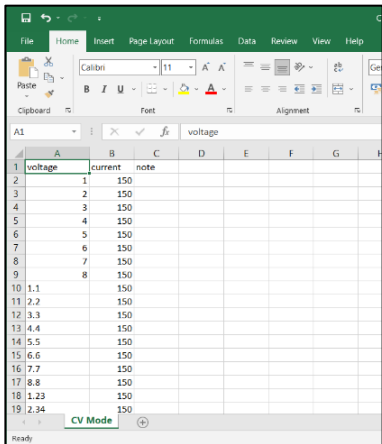 C
File Home Insert Page Layout Formulas Data Review View Help
Paste
Calibri 11 A A
B I U A ab Ge
Clipboard Font Alignment
A1 fx voltage
A B C D E F G H
1 voltage current note
2 1 150
3 2 150
4 3 150
5 4 150
6 5 150
7 6 150
8 7 150
9 8 150
10 1.1 150
11 2.2 150
12 3.3 150
13 4.4 150
14 5.5 150
15 6.6 150
16 7.7 150
17 8.8 150
18 1.23 150
19 2.34 150
CV Mode
Ready